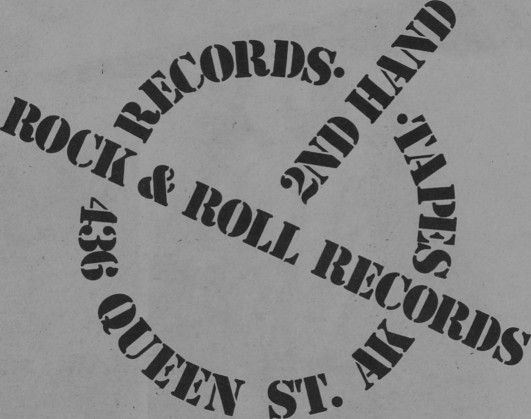 ROCK & ROLL RECORDS
2ND HAND
RECORDS· ·TAPES
436 QUEEN ST. AK